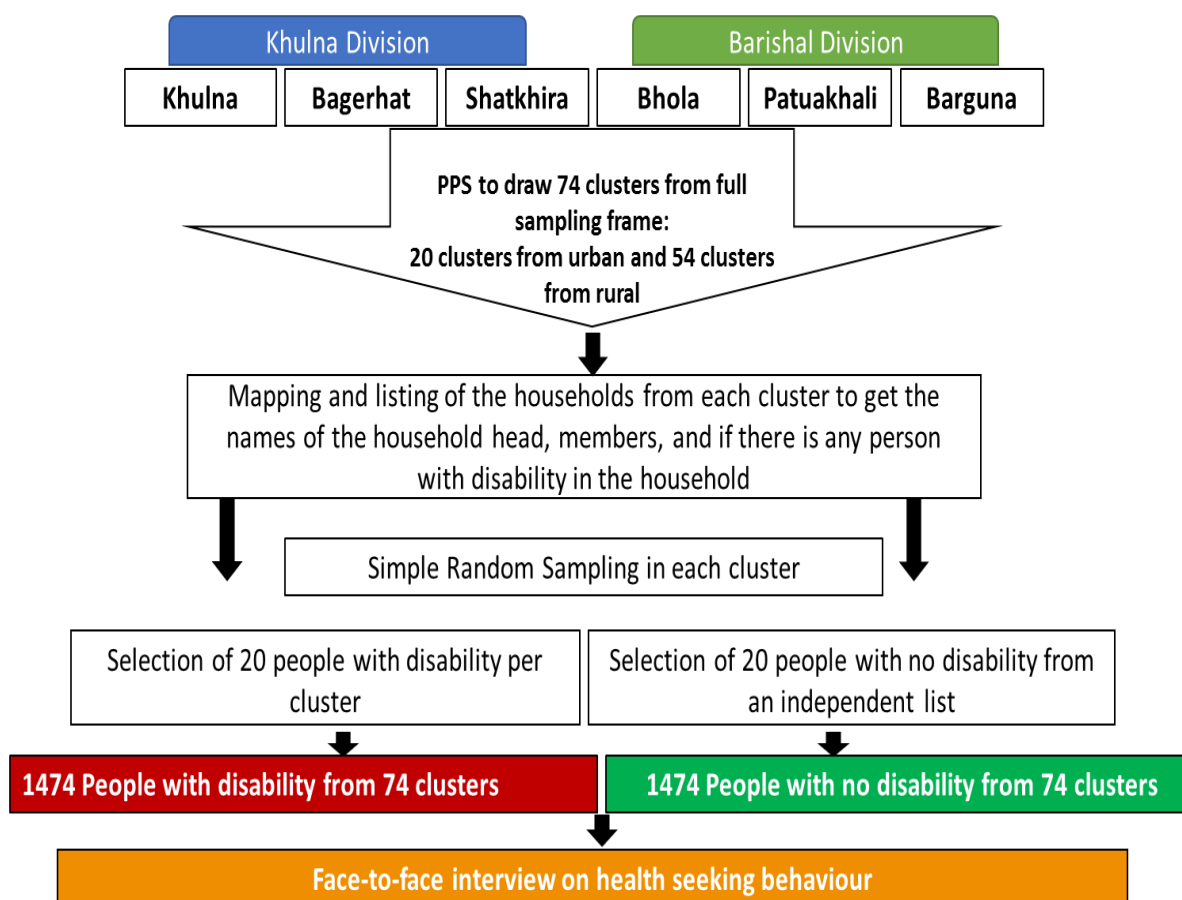 Khulna Division
Barishal Division
Khulna
Bagerhat
Shatkhira
Bhola
Patuakhali
Barguna
PPS to draw 74 clusters from full
sampling frame:
20 clusters from urban and 54 clusters
from rural
Mapping and listing of the households from each cluster to get the
names of the household head, members, and if there is any person
with disability in the household
Simple Random Sampling in each cluster
Selection of 20 people with disability per
cluster
Selection of 20 people with no disability from
an independent list
1474 People with disability from 74 clusters
1474 People with no disability from 74 clusters
Face-to-face interview on health seeking behaviour